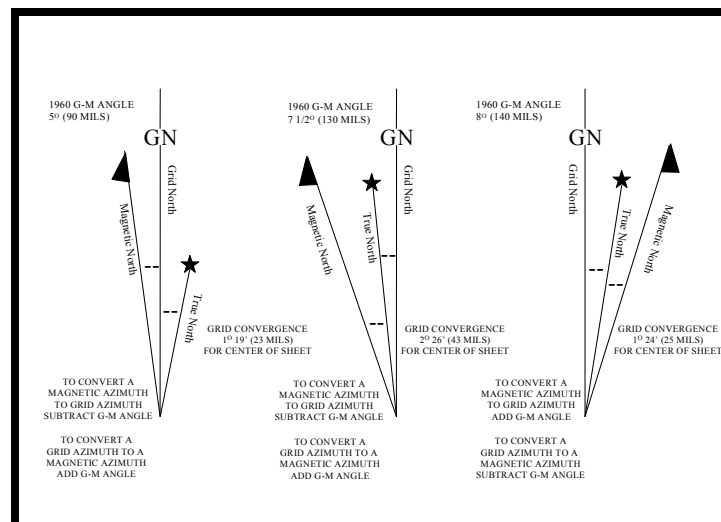 1960 G-M ANGLE
5º (90 MILS)
GN
Grid North
Magnetic North
True North
GRID CONVERGENCE
1º 19' (23 MILS)
FOR CENTER OF SHEET
TO CONVERT A
MAGNETIC AZIMUTH
TO GRID AZIMUTH
SUBTRACT G-M ANGLE
TO CONVERT A
GRID AZIMUTH TO A
MAGNETIC AZIMUTH
ADD G-M ANGLE
1960 G-M ANGLE
7 1/2º (130 MILS)
GN
Grid North
True North
Magnetic North
GRID CONVERGENCE
2º 26' (43 MILS)
FOR CENTER OF SHEET
TO CONVERT A
MAGNETIC AZIMUTH
TO GRID AZIMUTH
SUBTRACT G-M ANGLE
TO CONVERT A
GRID AZIMUTH TO A
MAGNETIC AZIMUTH
ADD G-M ANGLE
1960 G-M ANGLE
8º (140 MILS)
GN
Grid North
True North
Magnetic North
GRID CONVERGENCE
1º 24' (25 MILS)
FOR CENTER OF SHEET
TO CONVERT A
MAGNETIC AZIMUTH
TO GRID AZIMUTH
ADD G-M ANGLE
TO CONVERT A
GRID AZIMUTH TO A
MAGNETIC AZIMUTH
SUBTRACT G-M ANGLE